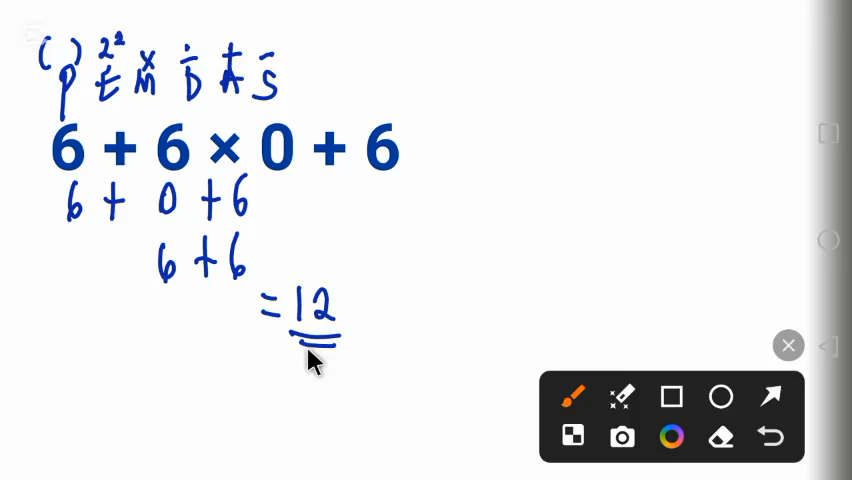 ( ) 2² × ÷ + −
P E M D A S
6 + 6 × 0 + 6
6 + 0 + 6
6 + 6
= 12